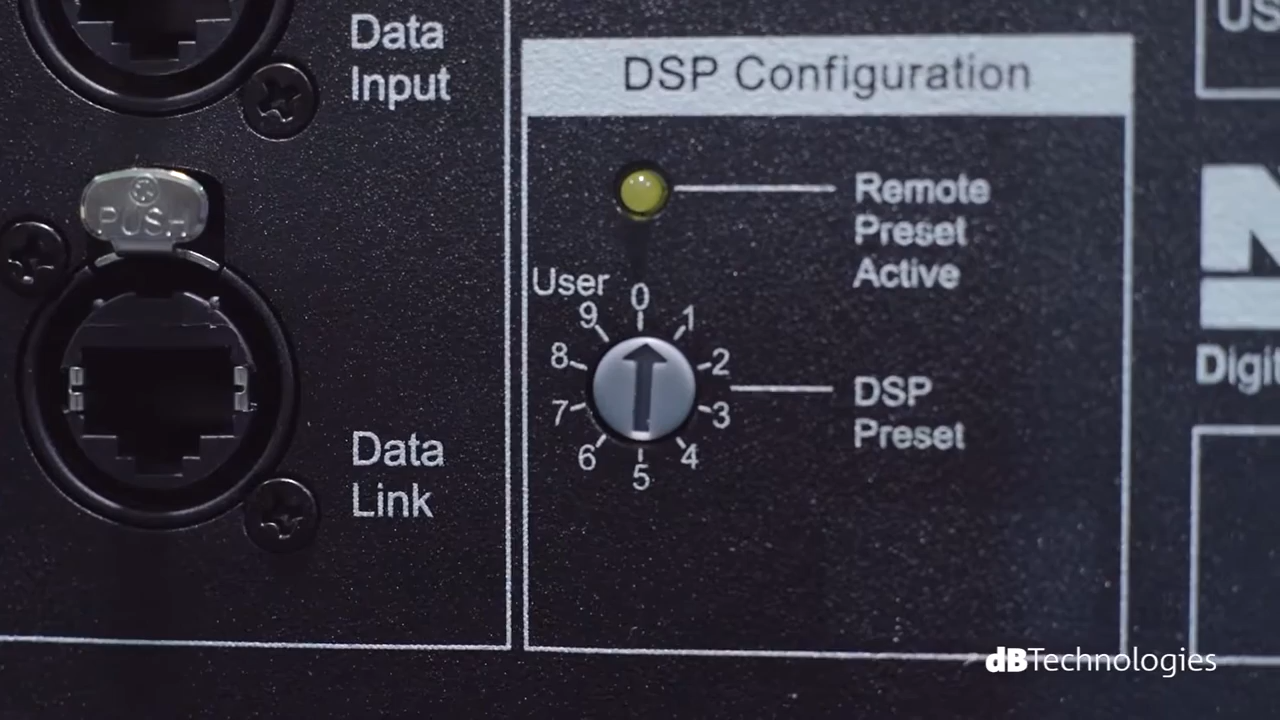 Data
Input
PUSH
Data
Link
DSP Configuration
Remote
Preset
Active
User
0
1
2
3
4
5
6
7
8
9
DSP
Preset
US
Digit
dBTechnologies